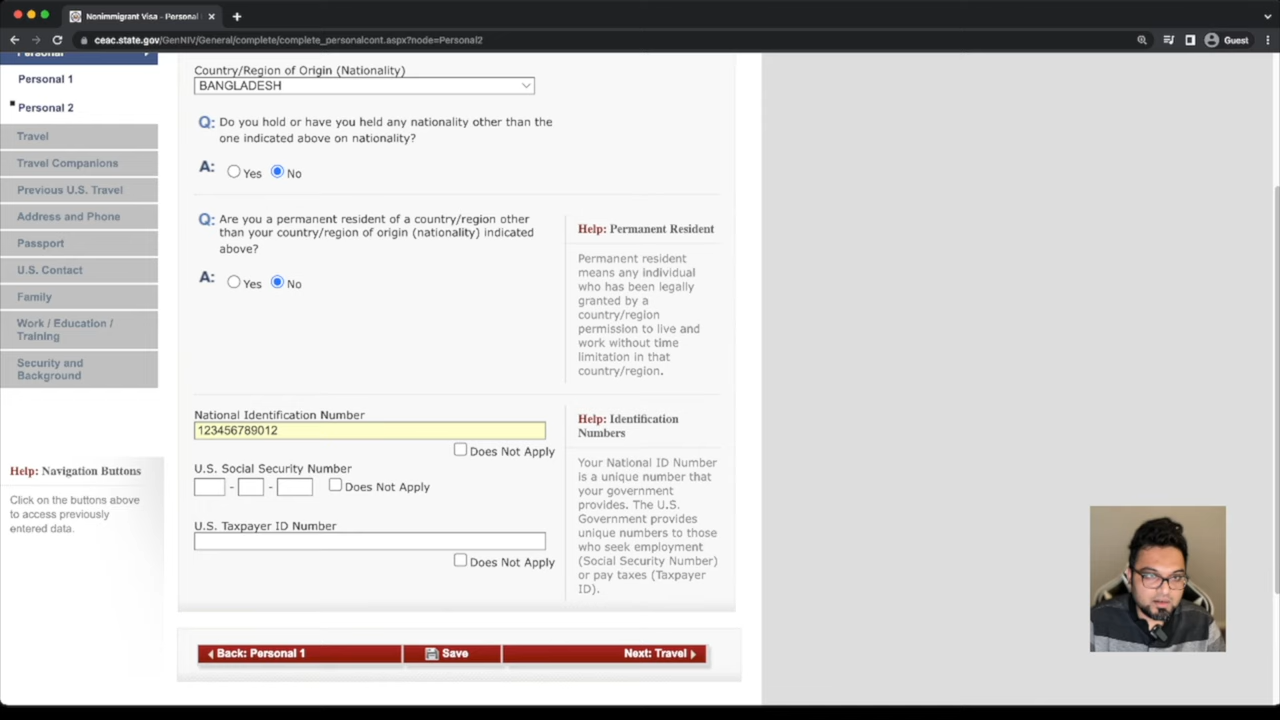 Nonimmigrant Visa - Personal
ceac.state.gov/GenNIV/General/complete/complete_personalcont.aspx?node=Personal2
Guest
Personal
Personal 1
Personal 2
Travel
Travel Companions
Previous U.S. Travel
Address and Phone
Passport
U.S. Contact
Family
Work / Education /
Training
Security and
Background
Help: Navigation Buttons
Click on the buttons above
to access previously
entered data.
Country/Region of Origin (Nationality)
BANGLADESH
Q: Do you hold or have you held any nationality other than the
one indicated above on nationality?
A: Yes No
Q: Are you a permanent resident of a country/region other
than your country/region of origin (nationality) indicated
above?
A: Yes No
Help: Permanent Resident
Permanent resident
means any individual
who has been legally
granted by a
country/region
permission to live and
work without time
limitation in that
country/region.
National Identification Number
123456789012
Does Not Apply
U.S. Social Security Number
- - Does Not Apply
U.S. Taxpayer ID Number
Does Not Apply
Help: Identification
Numbers
Your National ID Number
is a unique number that
your government
provides. The U.S.
Government provides
unique numbers to those
who seek employment
(Social Security Number)
or pay taxes (Taxpayer
ID).
Back: Personal 1
Save
Next: Travel